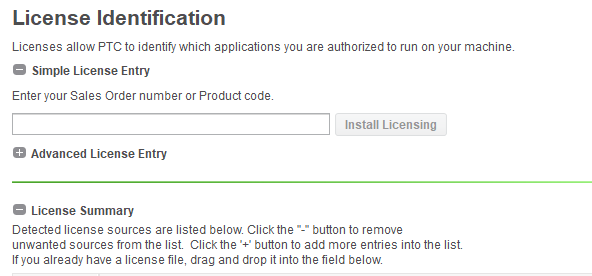 License Identification
Licenses allow PTC to identify which applications you are authorized to run on your machine.
Simple License Entry
Enter your Sales Order number or Product code.
Install Licensing
Advanced License Entry
License Summary
Detected license sources are listed below. Click the "-" button to remove
unwanted sources from the list. Click the '+' button to add more entries into the list.
If you already have a license file, drag and drop it into the field below.